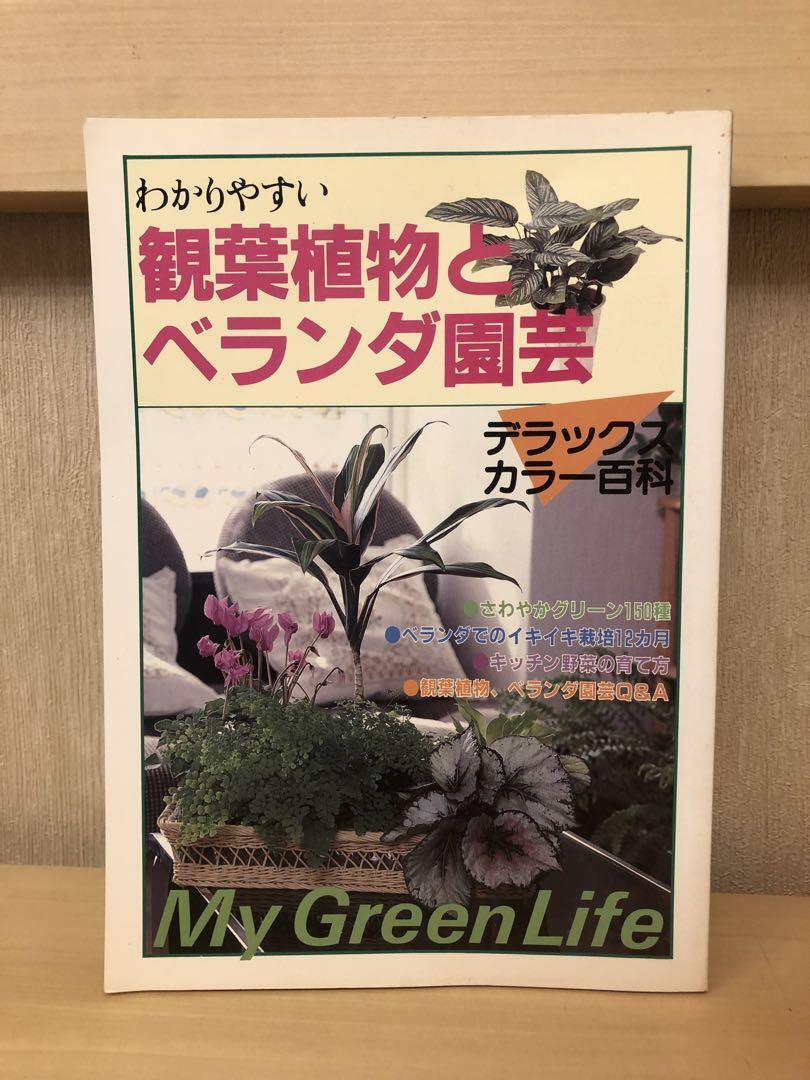 わかりやすい
観葉植物と
ベランダ園芸
デラックス
カラー百科
●さわやかグリーン150種
●ベランダでのイキイキ栽培12カ月
●キッチン野菜の育て方
●観葉植物、ベランダ園芸Q&A
My Green Life